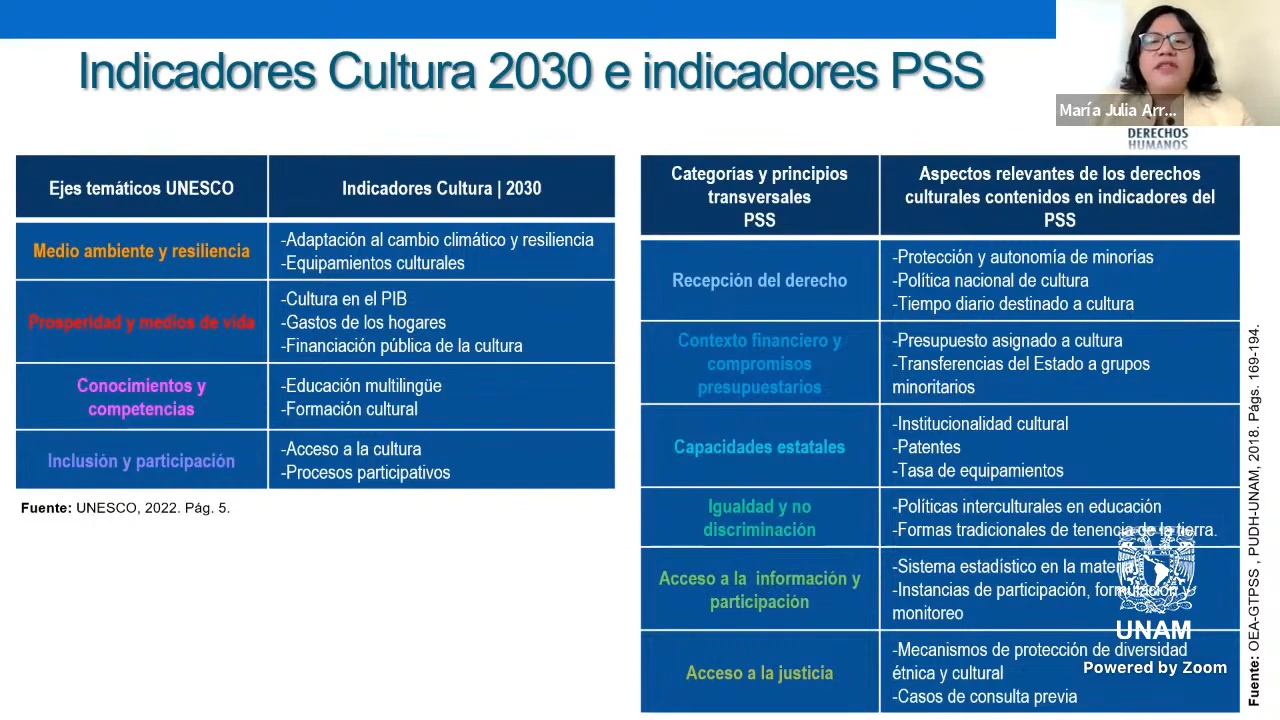 Indicadores Cultura 2030 e indicadores PSS
María Julia Arr...
DERECHOS
HUMANOS
Ejes temáticos UNESCO
Indicadores Cultura | 2030
Medio ambiente y resiliencia
-Adaptación al cambio climático y resiliencia
-Equipamientos culturales
Prosperidad y medios de vida
-Cultura en el PIB
-Gastos de los hogares
-Financiación pública de la cultura
Conocimientos y
competencias
-Educación multilingüe
-Formación cultural
Inclusión y participación
-Acceso a la cultura
-Procesos participativos
Fuente: UNESCO, 2022. Pág. 5.
Categorías y principios
transversales
PSS
Aspectos relevantes de los derechos
culturales contenidos en indicadores del
PSS
Recepción del derecho
-Protección y autonomía de minorías
-Política nacional de cultura
-Tiempo diario destinado a cultura
Contexto financiero y
compromisos
presupuestarios
-Presupuesto asignado a cultura
-Transferencias del Estado a grupos
minoritarios
Capacidades estatales
-Institucionalidad cultural
-Patentes
-Tasa de equipamientos
Igualdad y no
discriminación
-Políticas interculturales en educación
-Formas tradicionales de tenencia de la tierra.
Acceso a la información y
participación
-Sistema estadístico en la materia
-Instancias de participación, formulación y
monitoreo
Acceso a la justicia
-Mecanismos de protección de diversidad
étnica y cultural
-Casos de consulta previa
Fuente: OEA-GTPSS , PUDH-UNAM, 2018. Págs. 169-194.
UNAM
Powered by Zoom